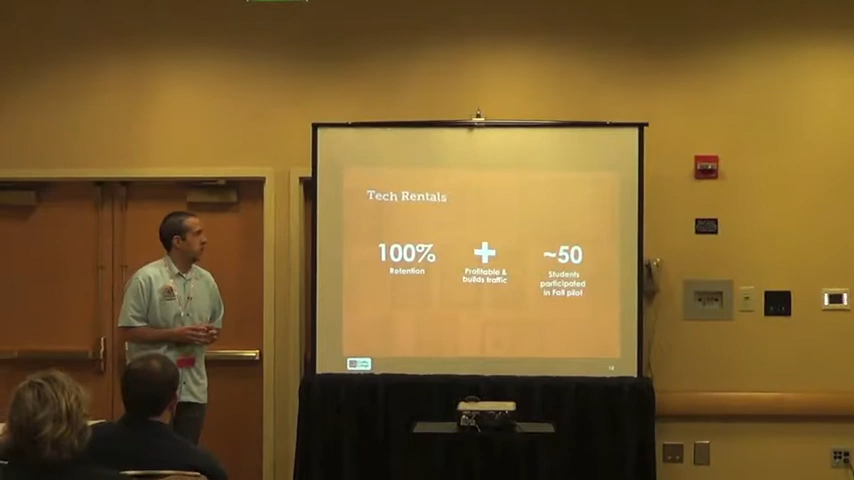 Tech Rentals
100%
Retention
+
Profitable &
builds traffic
~50
Students
participated
in Fall pilot